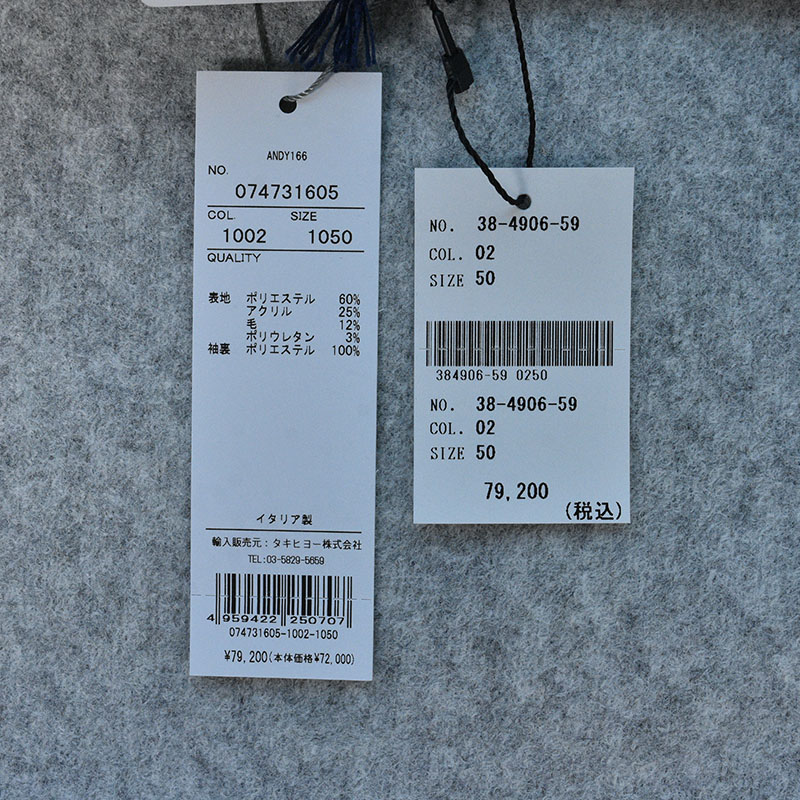 ANDY166
NO.
074731605
COL. SIZE
1002 1050
QUALITY
表地 ポリエステル 60%
アクリル 25%
毛 12%
ポリウレタン 3%
袖裏 ポリエステル 100%
イタリア製
輸入販売元：タキヒヨー株式会社
TEL:03-5829-5659
4 959422 250707
074731605-1002-1050
¥79,200(本体価格¥72,000)
NO. 38-4906-59
COL. 02
SIZE 50
384906-59 0250
NO. 38-4906-59
COL. 02
SIZE 50
79,200
(税込)